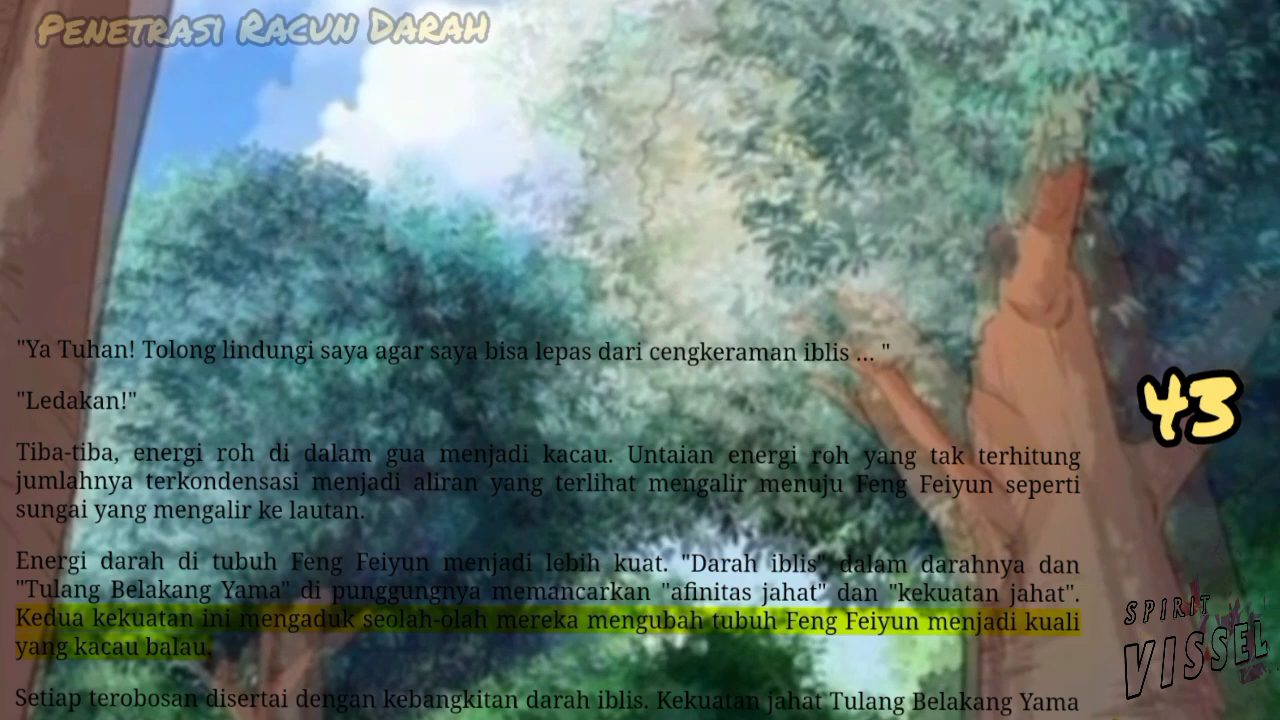 Penetrasi Racun Darah
"Ya Tuhan! Tolong lindungi saya agar saya bisa lepas dari cengkeraman iblis ... "
"Ledakan!"
Tiba-tiba, energi roh di dalam gua menjadi kacau. Untaian energi roh yang tak terhitung
jumlahnya terkondensasi menjadi aliran yang terlihat mengalir menuju Feng Feiyun seperti
sungai yang mengalir ke lautan.
Energi darah di tubuh Feng Feiyun menjadi lebih kuat. "Darah iblis" dalam darahnya dan
"Tulang Belakang Yama" di punggungnya memancarkan "afinitas jahat" dan "kekuatan jahat".
Kedua kekuatan ini mengaduk seolah-olah mereka mengubah tubuh Feng Feiyun menjadi kuali
yang kacau balau.
Setiap terobosan disertai dengan kebangkitan darah iblis. Kekuatan jahat Tulang Belakang Yama
43
SPIRIT
VISSEL